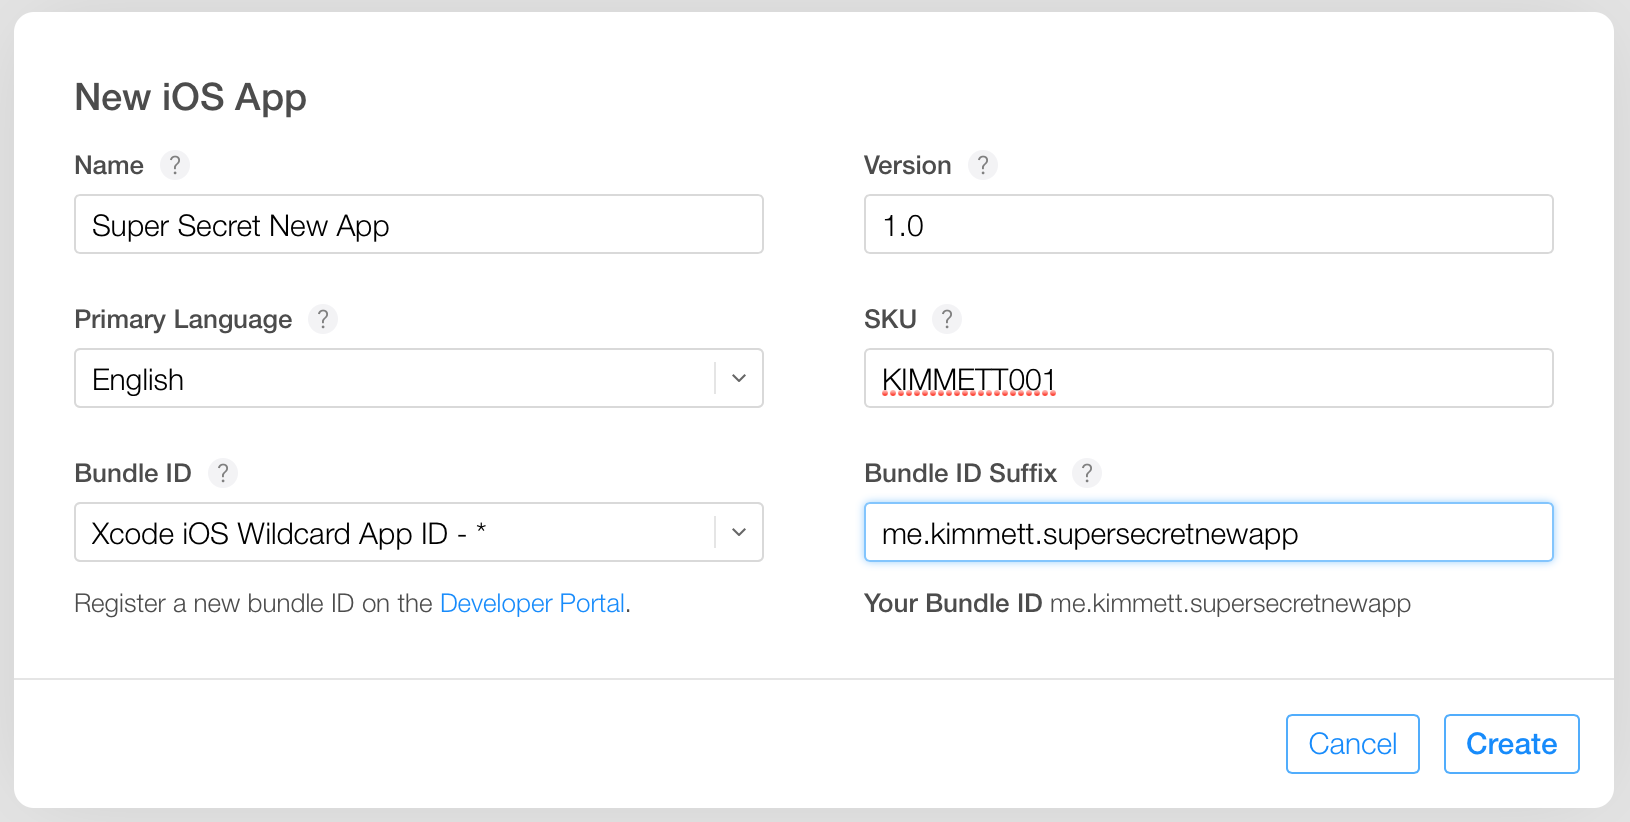 New iOS App
Name ?
Super Secret New App
Version ?
1.0
Primary Language ?
English
SKU ?
KIMMETT001
Bundle ID ?
Xcode iOS Wildcard App ID - *
Register a new bundle ID on the Developer Portal.
Bundle ID Suffix ?
me.kimmett.supersecretnewapp
Your Bundle ID me.kimmett.supersecretnewapp
Cancel
Create